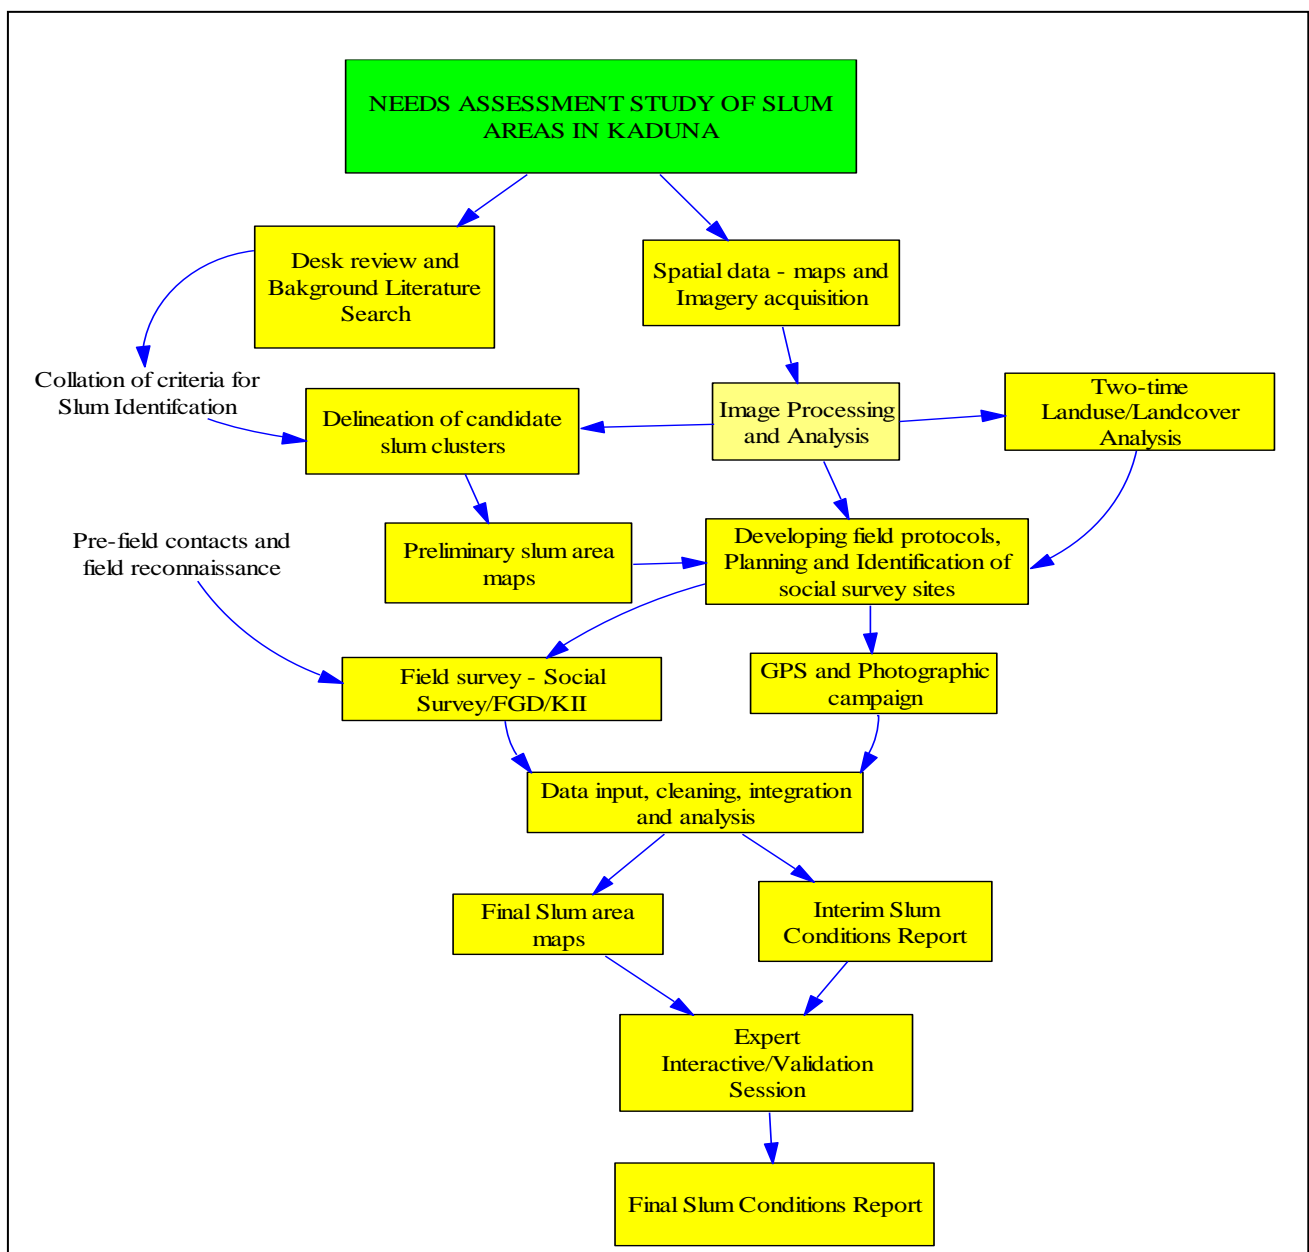 NEEDS ASSESSMENT STUDY OF SLUM
AREAS IN KADUNA
Desk review and
Bakground Literature
Search
Spatial data - maps and
Imagery acquisition
Collation of criteria for
Slum Identifcation
Delineation of candidate
slum clusters
Image Processing
and Analysis
Two-time
Landuse/Landcover
Analysis
Pre-field contacts and
field reconnaissance
Preliminary slum area
maps
Developing field protocols,
Planning and Identification of
social survey sites
Field survey - Social
Survey/FGD/KII
GPS and Photographic
campaign
Data input, cleaning, integration
and analysis
Final Slum area
maps
Interim Slum
Conditions Report
Expert
Interactive/Validation
Session
Final Slum Conditions Report